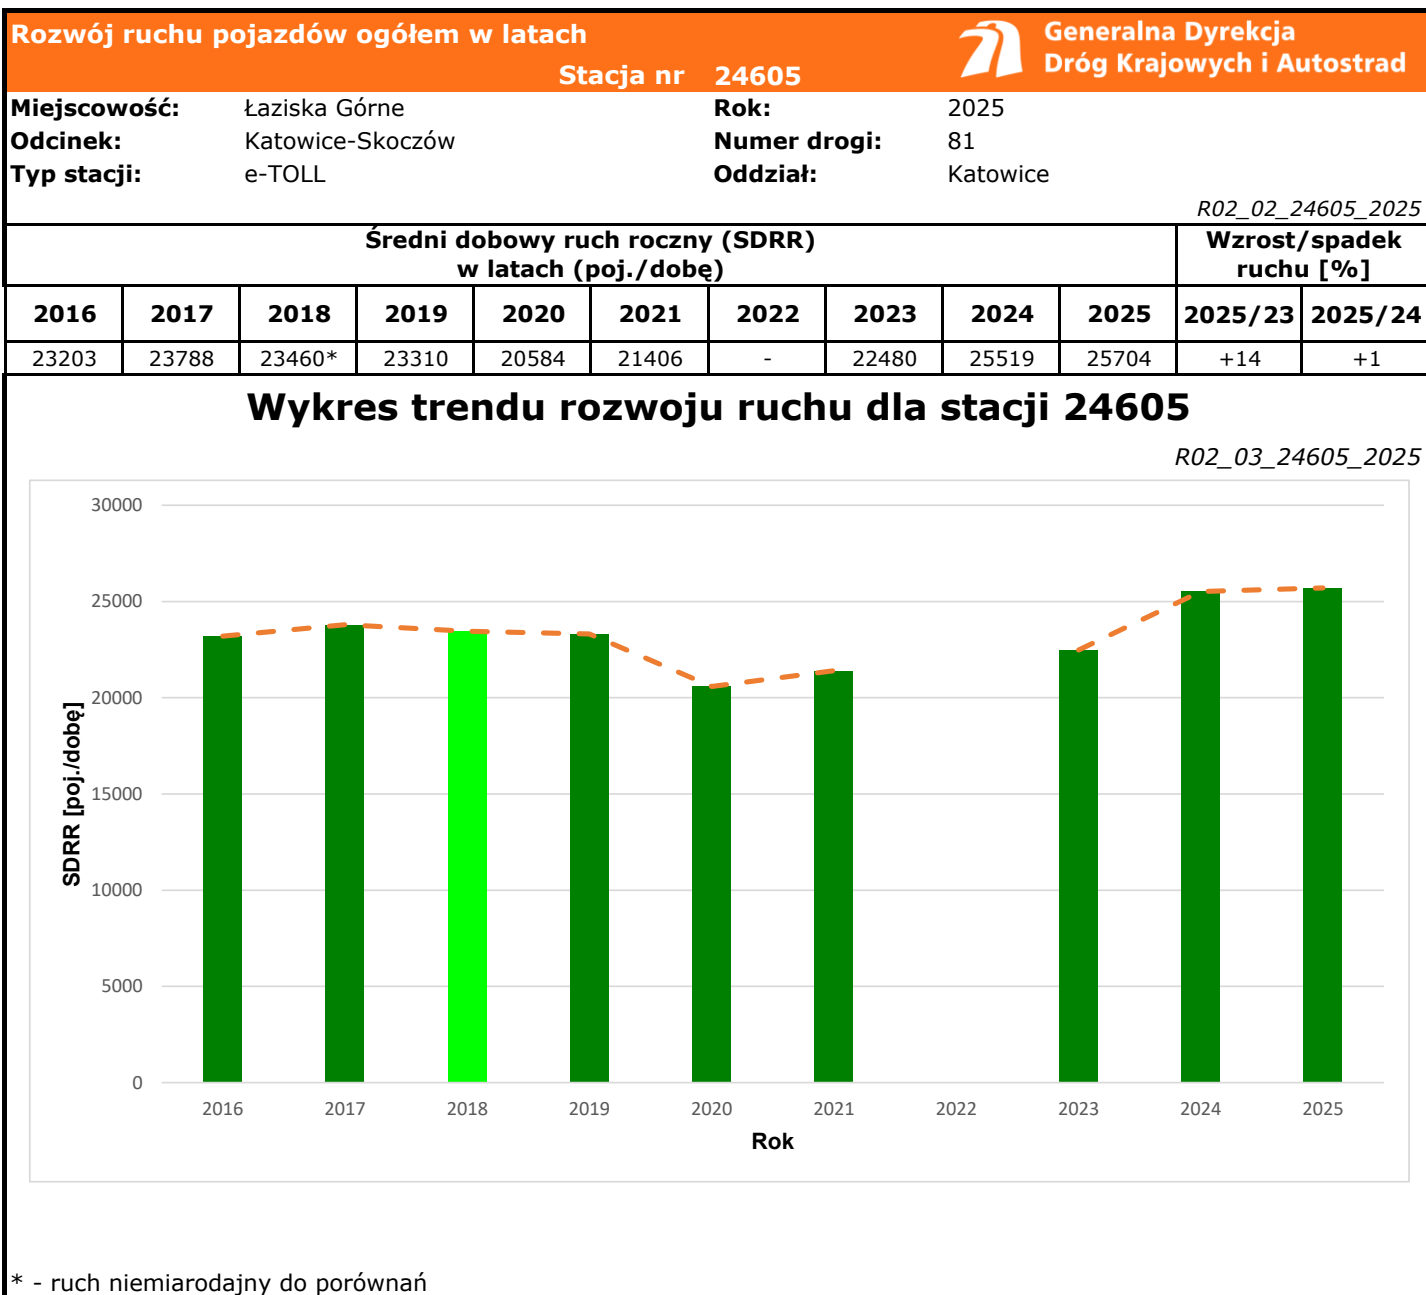 Rozwój ruchu pojazdów ogółem w latach
Stacja nr 24605
Generalna Dyrekcja
Dróg Krajowych i Autostrad
Miejscowość: Łaziska Górne Rok: 2025
Odcinek: Katowice-Skoczów Numer drogi: 81
Typ stacji: e-TOLL Oddział: Katowice
R02_02_24605_2025
Średni dobowy ruch roczny (SDRR)
w latach (poj./dobę)
Wzrost/spadek
ruchu [%]
2016 2017 2018 2019 2020 2021 2022 2023 2024 2025 2025/23 2025/24
23203 23788 23460* 23310 20584 21406 - 22480 25519 25704 +14 +1
Wykres trendu rozwoju ruchu dla stacji 24605
R02_03_24605_2025
30000
25000
20000
15000
10000
5000
0
SDRR [poj./dobę]
2016 2017 2018 2019 2020 2021 2022 2023 2024 2025
Rok
* - ruch niemiarodajny do porównań